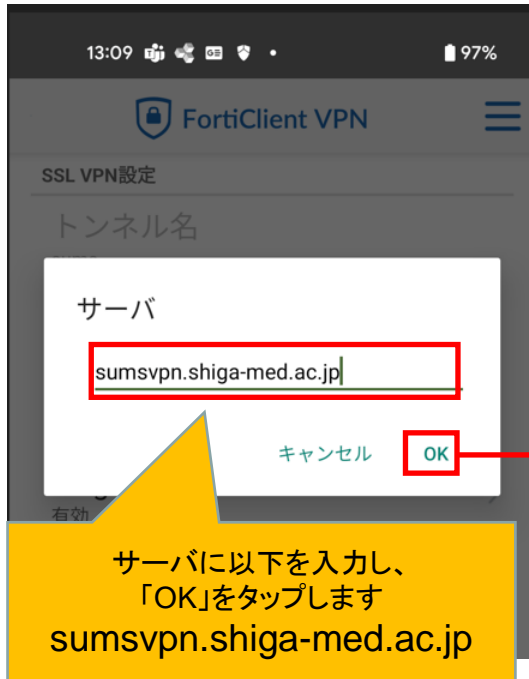 13:09 97%
FortiClient VPN
SSL VPN設定
トンネル名
サーバ
sumsvpn.shiga-med.ac.jp
キャンセル OK
有効
サーバに以下を入力し、
「OK」をタップします
sumsvpn.shiga-med.ac.jp